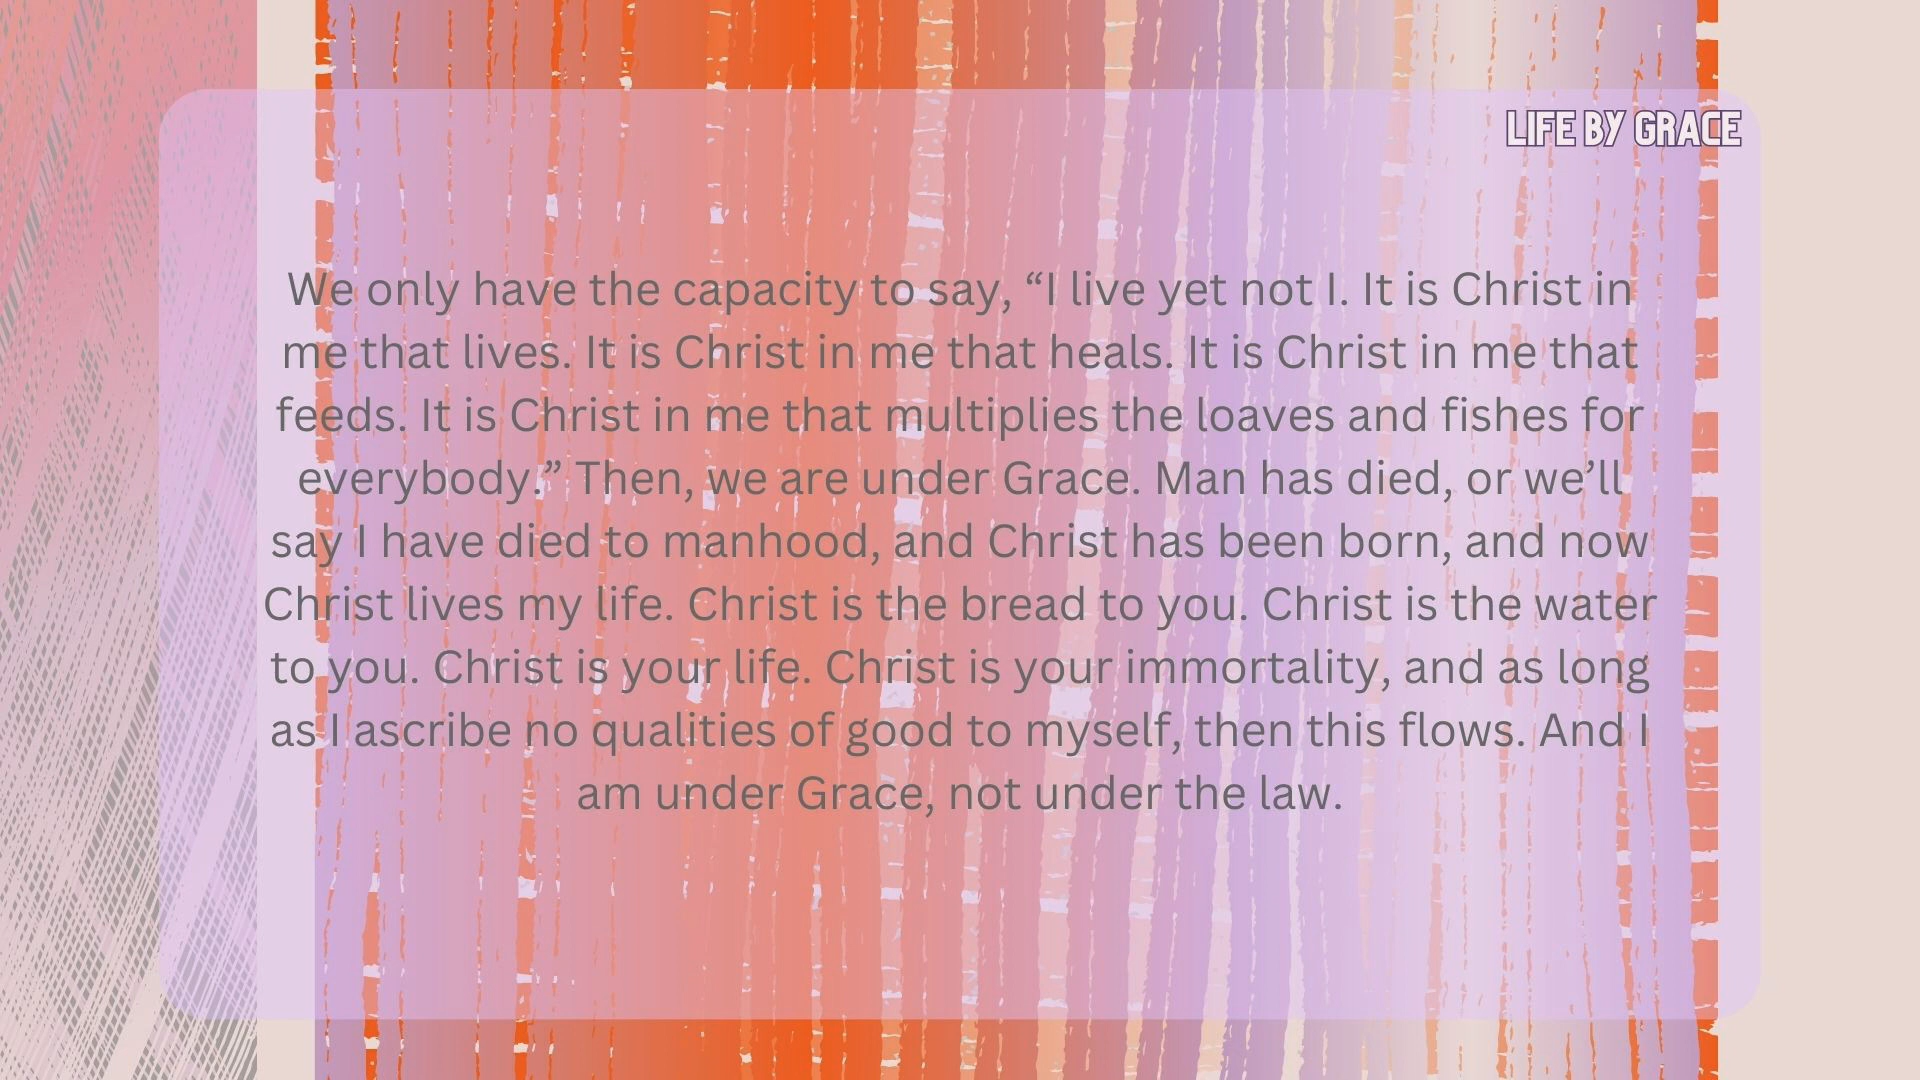 LIFE BY GRACE
We only have the capacity to say, “I live yet not I. It is Christ in
me that lives. It is Christ in me that heals. It is Christ in me that
feeds. It is Christ in me that multiplies the loaves and fishes for
everybody.” Then, we are under Grace. Man has died, or we’ll
say I have died to manhood, and Christ has been born, and now
Christ lives my life. Christ is the bread to you. Christ is the water
to you. Christ is your life. Christ is your immortality, and as long
as I ascribe no qualities of good to myself, then this flows. And I
am under Grace, not under the law.